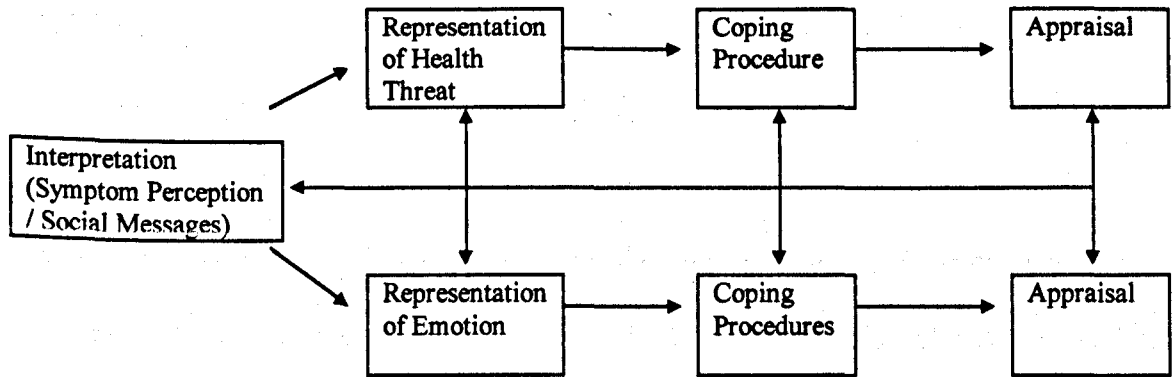 Representation
of Health
Threat
Coping
Procedure
Appraisal
Interpretation
(Symptom Perception
/ Social Messages)
Representation
of Emotion
Coping
Procedures
Appraisal